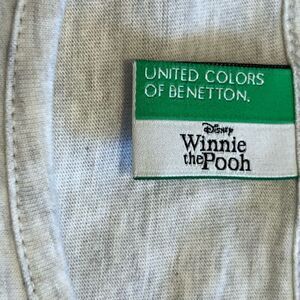 UNITED COLORS
OF BENETTON.
Disney
Winnie
the Pooh